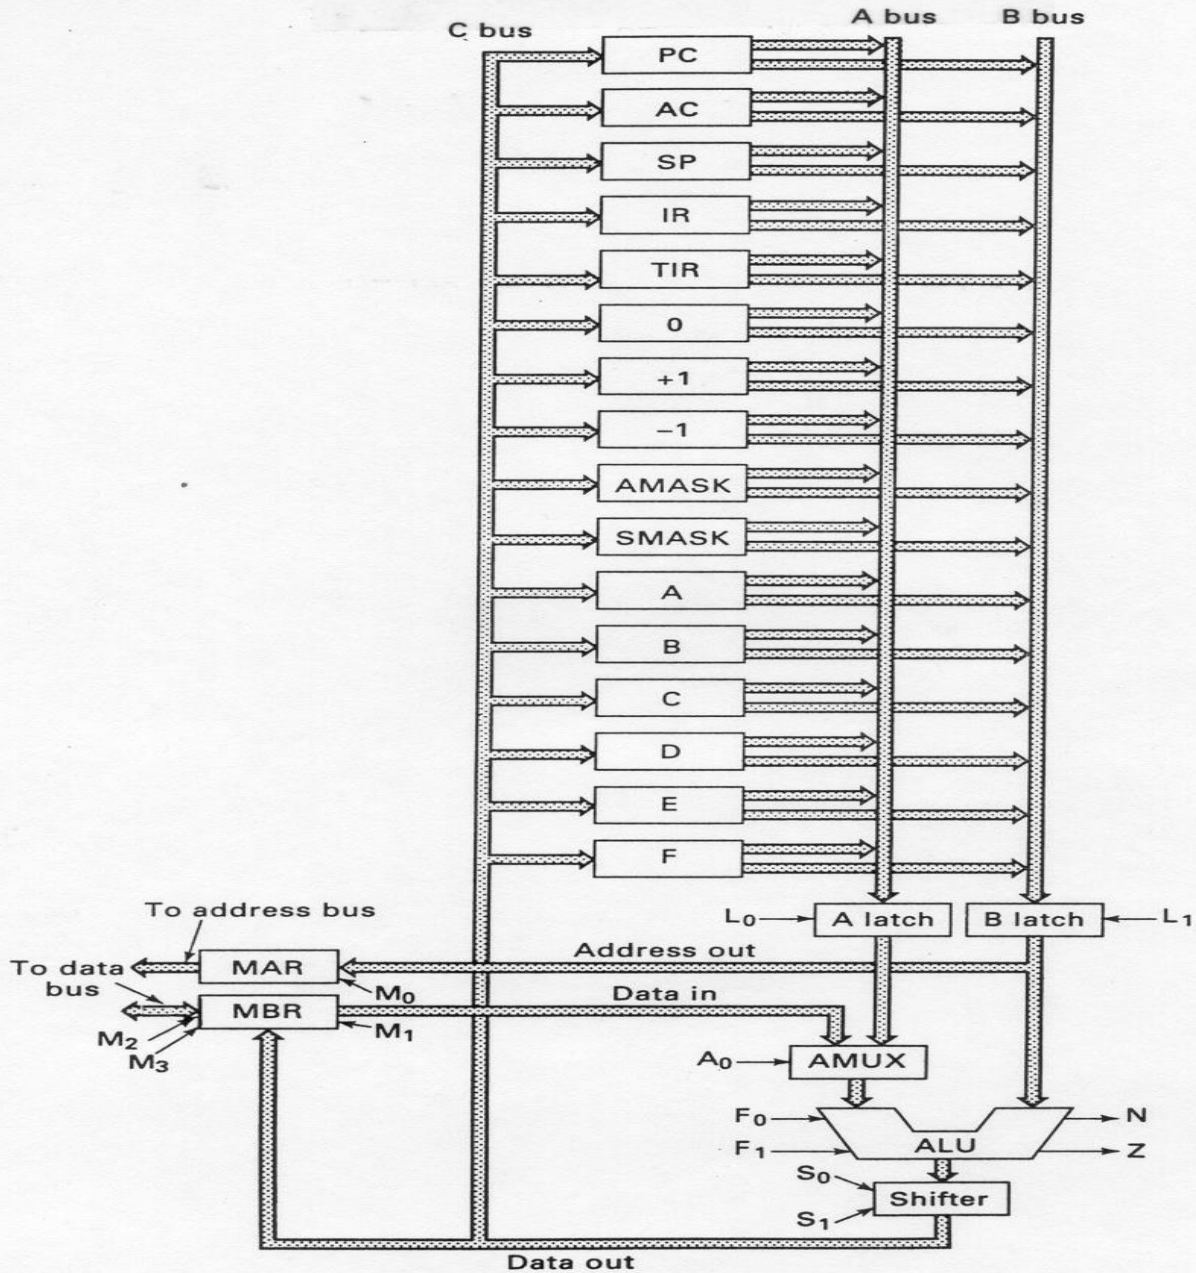 C bus
A bus
B bus
PC
AC
SP
IR
TIR
0
+1
−1
AMASK
SMASK
A
B
C
D
E
F
To address bus
L0
A latch
B latch
L1
Address out
To data
bus
MAR
M0
Data in
MBR
M1
M2
M3
A0
AMUX
F0
N
F1
ALU
Z
S0
Shifter
S1
Data out